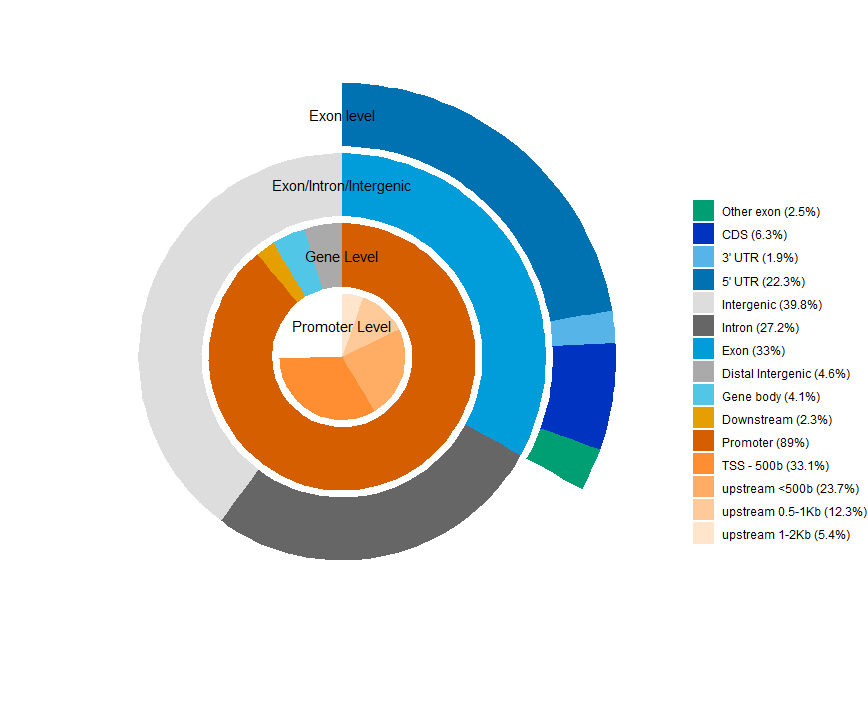 Exon level
Exon/Intron/Intergenic
Gene Level
Promoter Level
Other exon (2.5%)
CDS (6.3%)
3' UTR (1.9%)
5' UTR (22.3%)
Intergenic (39.8%)
Intron (27.2%)
Exon (33%)
Distal Intergenic (4.6%)
Gene body (4.1%)
Downstream (2.3%)
Promoter (89%)
TSS - 500b (33.1%)
upstream <500b (23.7%)
upstream 0.5-1Kb (12.3%)
upstream 1-2Kb (5.4%)